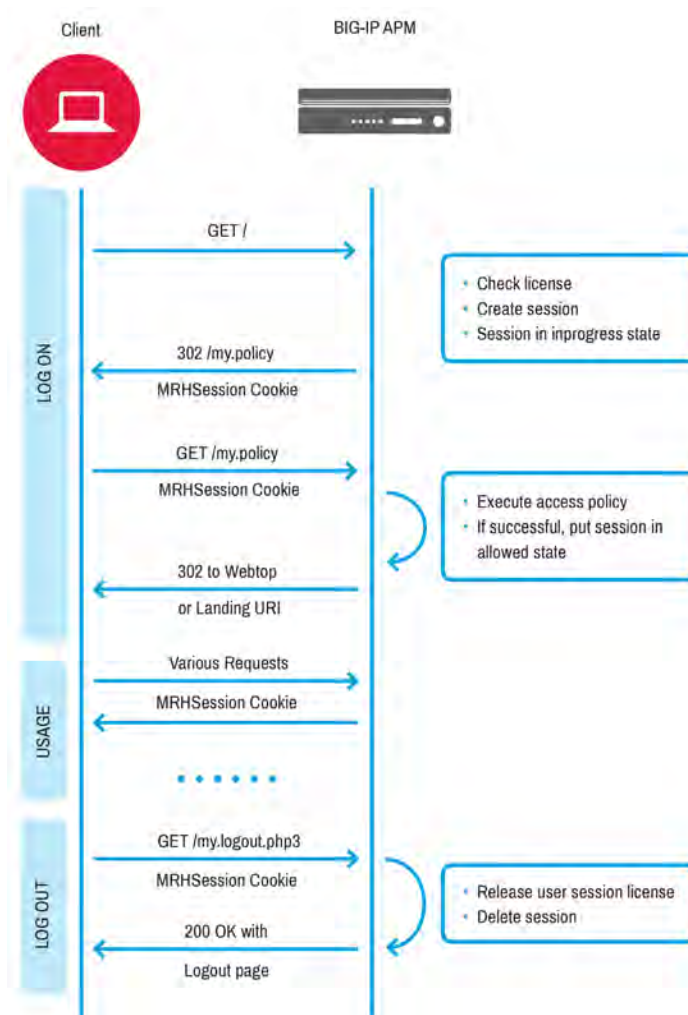 Client
BIG-IP APM
LOG ON
GET /
• Check license
• Create session
• Session in inprogress state
302 /my.policy
MRHSession Cookie
GET /my.policy
MRHSession Cookie
• Execute access policy
• If successful, put session in
allowed state
302 to Webtop
or Landing URI
USAGE
Various Requests
MRHSession Cookie
LOG OUT
GET /my.logout.php3
MRHSession Cookie
• Release user session license
• Delete session
200 OK with
Logout page